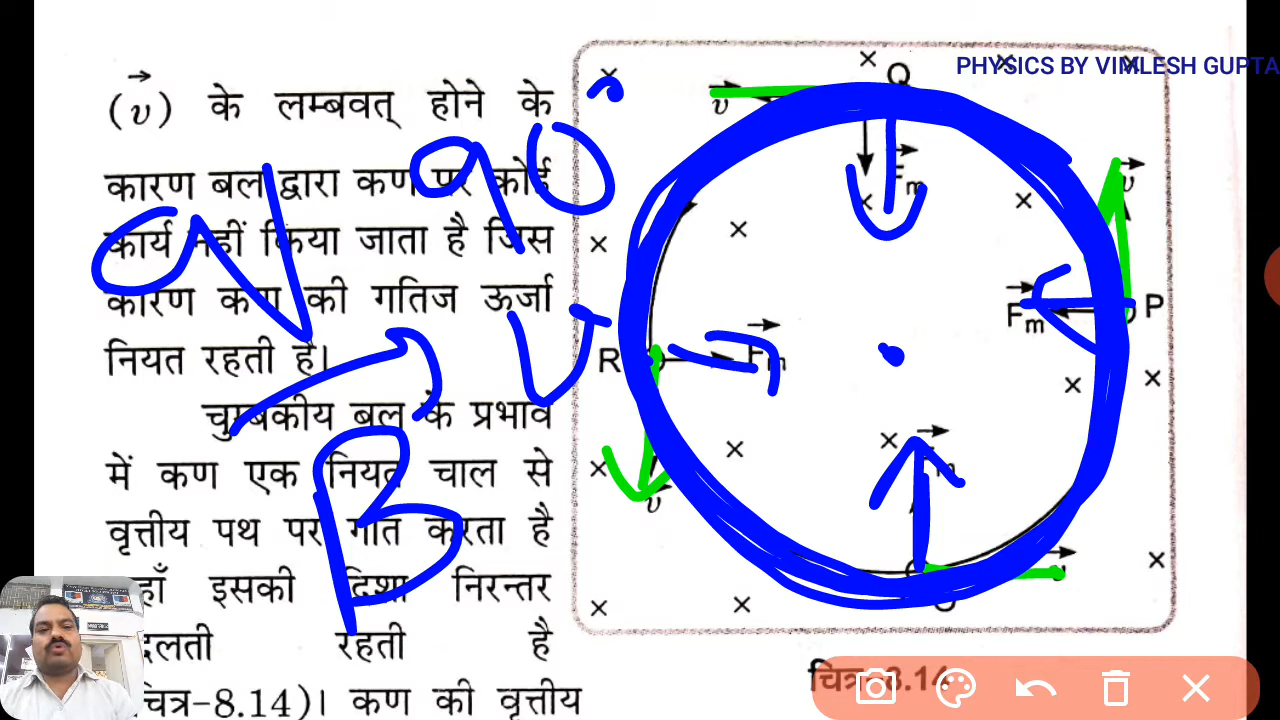 PHYSICS BY VIMLESH GUPTA
(v) के लम्बवत् होने के
कारण बल द्वारा कण पर कोई
कार्य नहीं किया जाता है जिस
कारण कण की गतिज ऊर्जा
नियत रहती है।
चुम्बकीय बल के प्रभाव
में कण एक नियत चाल से
वृत्तीय पथ पर गति करता है
जहाँ इसकी दिशा निरन्तर
बदलती रहती है
(चित्र-8.14)। कण की वृत्तीय
Q
v
Fm
v
Fm
P
R
Fm
Fm
v
v
O
90°
B
चित्र-8.14